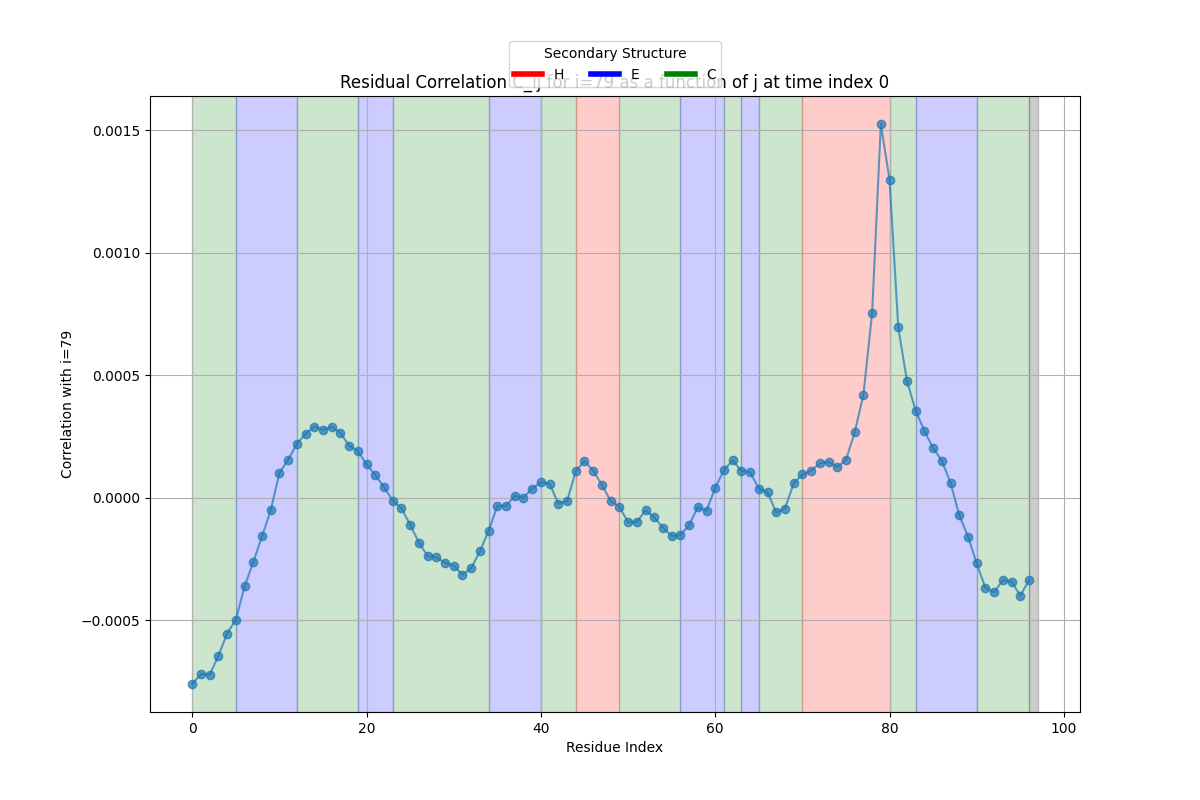 Secondary Structure
H E C
Residual Correlation C_ij for i=79 as a function of j at time index 0
0.0015
0.0010
0.0005
0.0000
−0.0005
Correlation with i=79
0 20 40 60 80 100
Residue Index